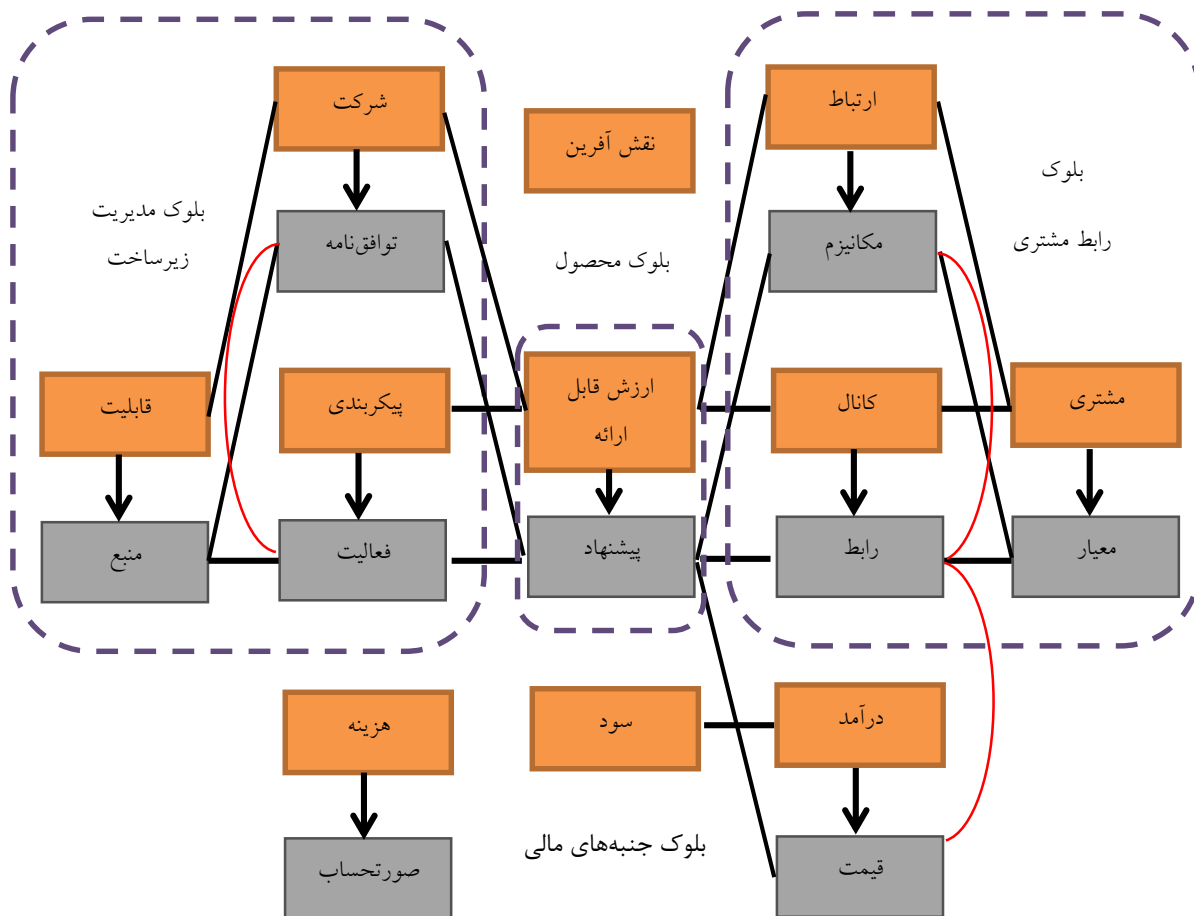 ارتباط
شرکت
نقش آفرین
بلوک
رابط مشتری
بلوک مدیریت
زیرساخت
مکانیزم
توافق‌نامه
بلوک محصول
مشتری
کانال
ارزش قابل
ارائه
پیکربندی
قابلیت
معیار
رابط
پیشنهاد
فعالیت
منبع
درآمد
سود
هزینه
بلوک جنبه‌های مالی
قیمت
صورتحساب